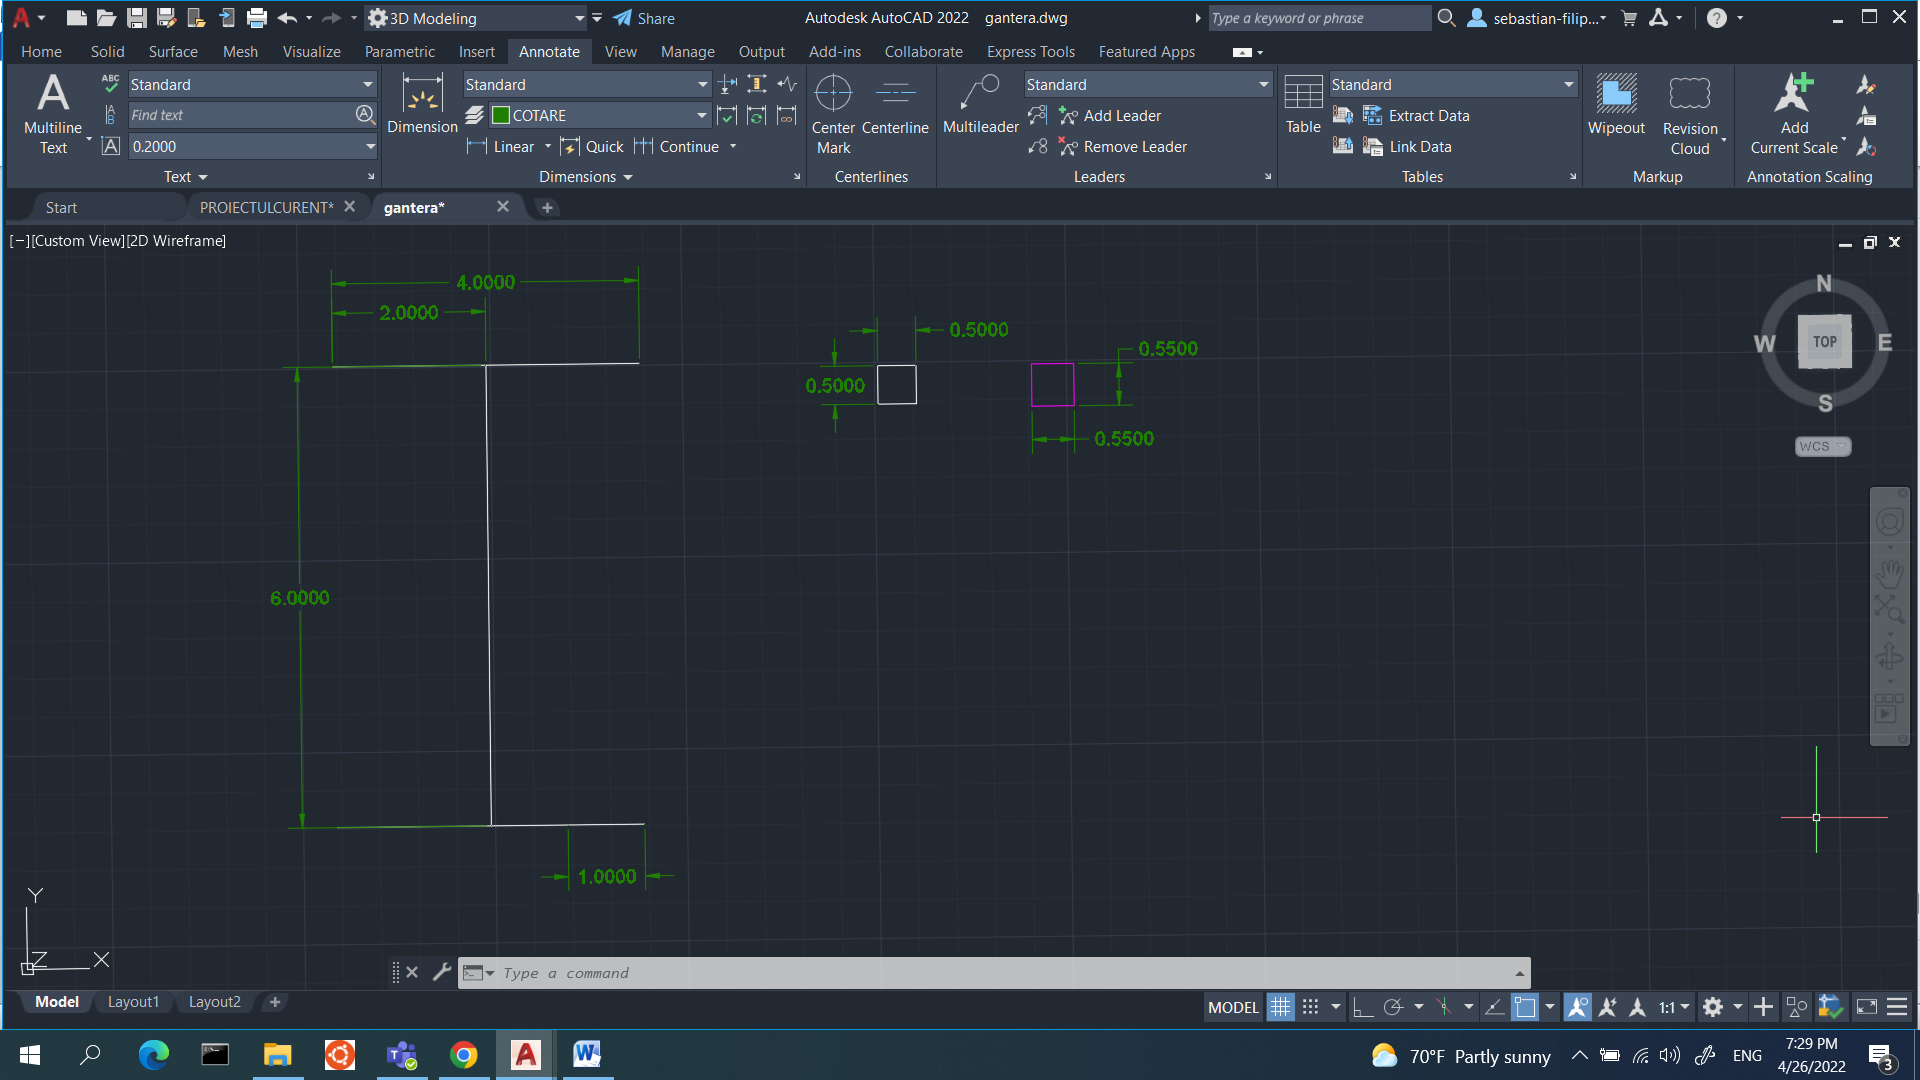 3D Modeling
Share
Autodesk AutoCAD 2022 gantera.dwg
Type a keyword or phrase
sebastian-filip...
Home Solid Surface Mesh Visualize Parametric Insert Annotate View Manage Output Add-ins Collaborate Express Tools Featured Apps
A
Multiline
Text
ABC
Standard
Find text
0.2000
Text
Dimension
Standard
COTARE
Linear Quick Continue
Dimensions
Center
Mark
Centerline
Centerlines
Multileader
Standard
Add Leader
Remove Leader
Leaders
Table
Standard
Extract Data
Link Data
Tables
Wipeout
Revision
Cloud
Markup
Add
Current Scale
Annotation Scaling
Start PROIECTULCURENT* gantera*
[−][Custom View][2D Wireframe]
4.0000
2.0000
0.5000
0.5500
0.5000
0.5500
6.0000
1.0000
N
W TOP E
S
WCS
Y
Z X
Type a command
Model Layout1 Layout2
MODEL
1:1
70°F Partly sunny
ENG
7:29 PM
4/26/2022
3